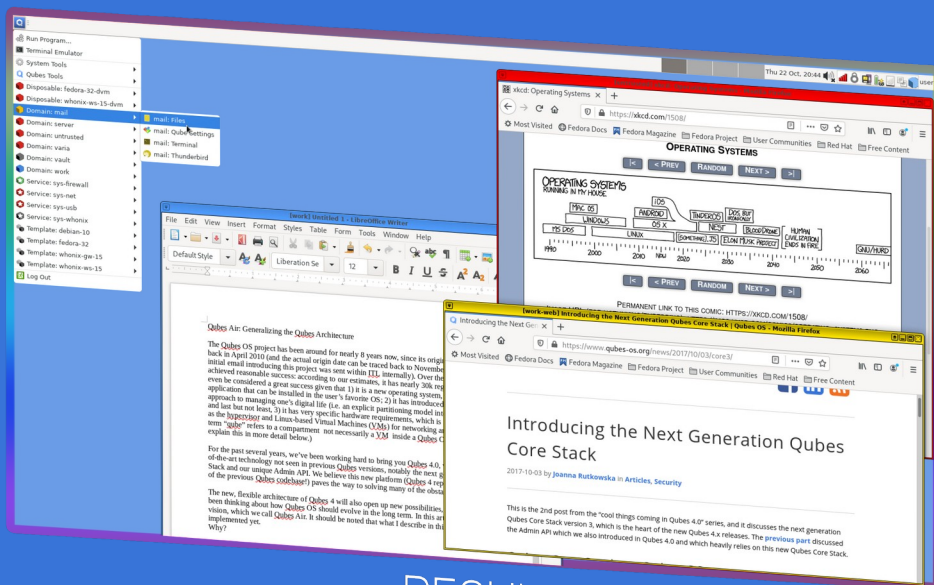 Run Program...
Terminal Emulator
System Tools
Qubes Tools
Disposable: fedora-32-dvm
Disposable: whonix-ws-15-dvm
Domain: mail
Domain: server
Domain: untrusted
Domain: varia
Domain: vault
Domain: work
Service: sys-firewall
Service: sys-net
Service: sys-usb
Service: sys-whonix
Template: debian-10
Template: fedora-32
Template: whonix-gw-15
Template: whonix-ws-15
Log Out
mail: Files
mail: Qube Settings
mail: Terminal
mail: Thunderbird
Thu 22 Oct, 20:44
user
xkcd: Operating Systems
https://xkcd.com/1508/
Most Visited Fedora Docs Fedora Magazine Fedora Project User Communities Red Hat Free Content
OPERATING SYSTEMS
|< < PREV RANDOM NEXT > >|
OPERATING SYSTEMS
RUNNING IN MY HOUSE
MAC OS
WINDOWS
MS DOS
iOS
ANDROID
OS X
LINUX
TINDEROS
NEST
[SOMETHING].JS
ELON MUSK PROJECT
BLOODDRONE
HUMAN
CIVILIZATION
ENDS IN FIRE
GNU/HURD
1990 2000 2010 NOW 2020 2030 2040 2050 2060
|< < PREV RANDOM NEXT > >|
PERMANENT LINK TO THIS COMIC: HTTPS://XKCD.COM/1508/
[work] Untitled 1 - LibreOffice Writer
File Edit View Insert Format Styles Table Form Tools Window Help
Default Style Liberation Se 12
Qubes Air: Generalizing the Qubes Architecture
The Qubes OS project has been around for nearly 8 years now, since its origin
back in April 2010 (and the actual origin date can be traced back to Novembe
initial email introducing this project was sent within ITL internally). Over the
achieved reasonable success: according to our estimates, it has nearly 30k reg
even be considered a great success given that 1) it is a new operating system,
application that can be installed in the user's favorite OS; 2) it has introduced
approach to managing one's digital life (i.e. an explicit partitioning model int
and last but not least, 3) it has very specific hardware requirements, which is
as the hypervisor and Linux-based Virtual Machines (VMs) for networking a
term "qube" refers to a compartment not necessarily a VM inside a Qubes O
explain this in more detail below.)
For the past several years, we've been working hard to bring you Qubes 4.0,
of-the-art technology not seen in previous Qubes versions, notably the next g
Stack and our unique Admin API. We believe this new platform (Qubes 4 rep
of the previous Qubes codebase!) paves the way to solving many of the obsta
The new, flexible architecture of Qubes 4 will also open up new possibilities,
been thinking about how Qubes OS should evolve in the long term. In this art
vision, which we call Qubes Air. It should be noted that what I describe in thi
implemented yet.
Why?
[work-web] Introducing the Next Generation Qubes Core Stack | Qubes OS - Mozilla Firefox
Introducing the Next Ge
https://www.qubes-os.org/news/2017/10/03/core3/
Most Visited Fedora Docs Fedora Magazine Fedora Project User Communities Red Hat Free Content
Introducing the Next Generation Qubes
Core Stack
2017-10-03 by Joanna Rutkowska in Articles, Security
This is the 2nd post from the "cool things coming in Qubes 4.0" series, and it discusses the next generation
Qubes Core Stack version 3, which is the heart of the new Qubes 4.x releases. The previous part discussed
the Admin API which we also introduced in Qubes 4.0 and which heavily relies on this new Qubes Core Stack.